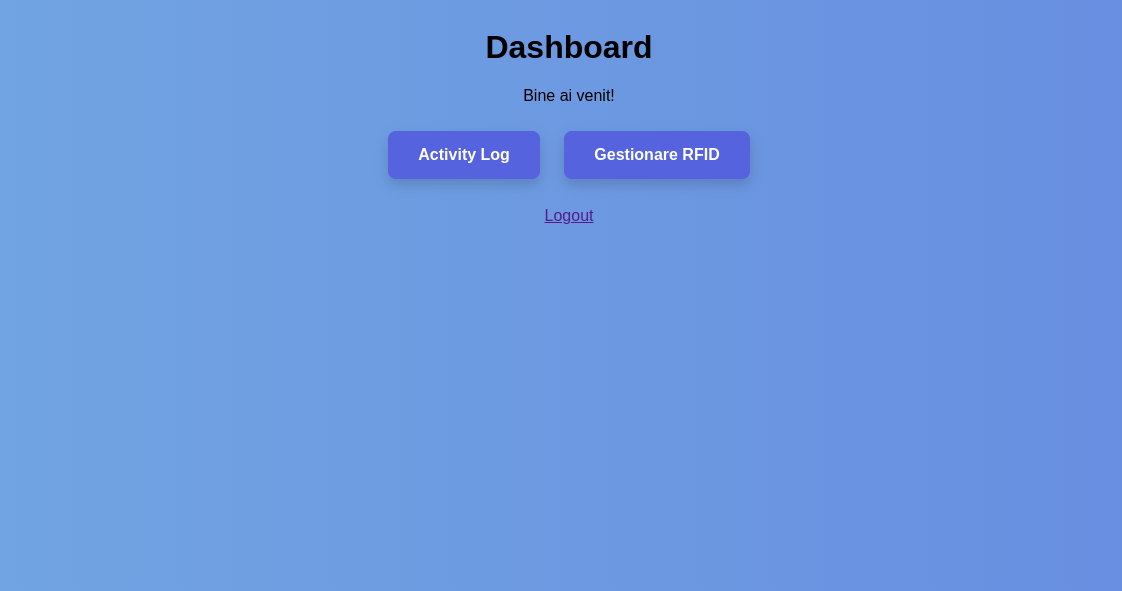 Dashboard
Bine ai venit!
Activity Log
Gestionare RFID
Logout